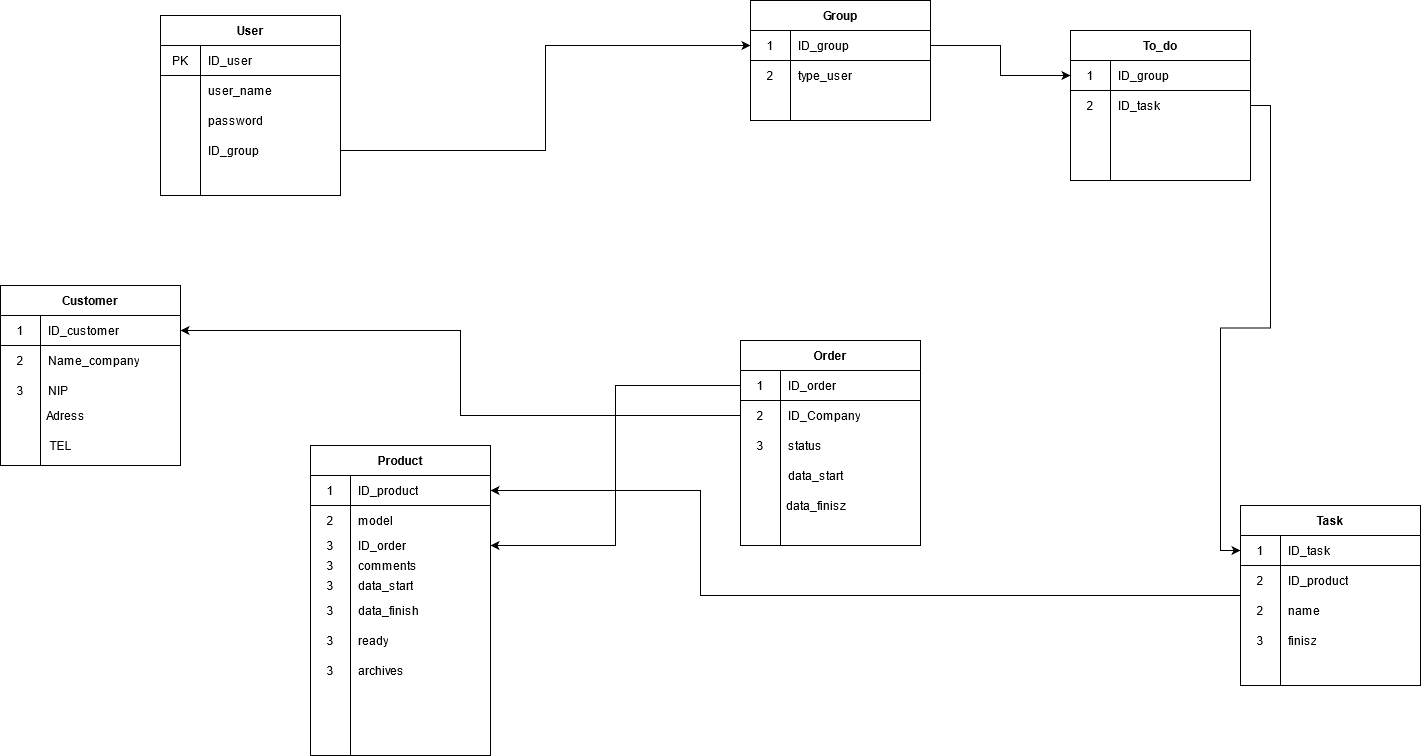 User
PK ID_user
user_name
password
ID_group
Group
1 ID_group
2 type_user
To_do
1 ID_group
2 ID_task
Customer
1 ID_customer
2 Name_company
3 NIP
Adress
TEL
Order
1 ID_order
2 ID_Company
3 status
data_start
data_finisz
Product
1 ID_product
2 model
3 ID_order
3 comments
3 data_start
3 data_finish
3 ready
3 archives
Task
1 ID_task
2 ID_product
2 name
3 finisz